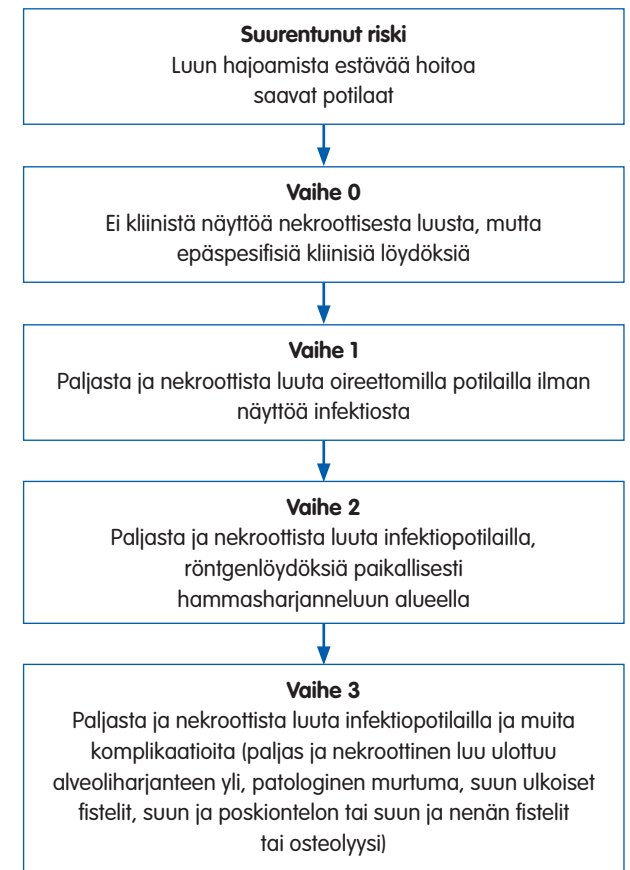 Suurentunut riski
Luun hajoamista estävää hoitoa
saavat potilaat
Vaihe 0
Ei kliinistä näyttöä nekroottisesta luusta, mutta
epäspesifisiä kliinisiä löydöksiä
Vaihe 1
Paljasta ja nekroottista luuta oireettomilla potilailla ilman
näyttöä infektiosta
Vaihe 2
Paljasta ja nekroottista luuta infektiopotilailla,
röntgenlöydöksiä paikallisesti
hammasharjanneluun alueella
Vaihe 3
Paljasta ja nekroottista luuta infektiopotilailla ja muita
komplikaatioita (paljas ja nekroottinen luu ulottuu
alveoliharjanteen yli, patologinen murtuma, suun ulkoiset
fistelit, suun ja poskiontelon tai suun ja nenän fistelit
tai osteolyysi)